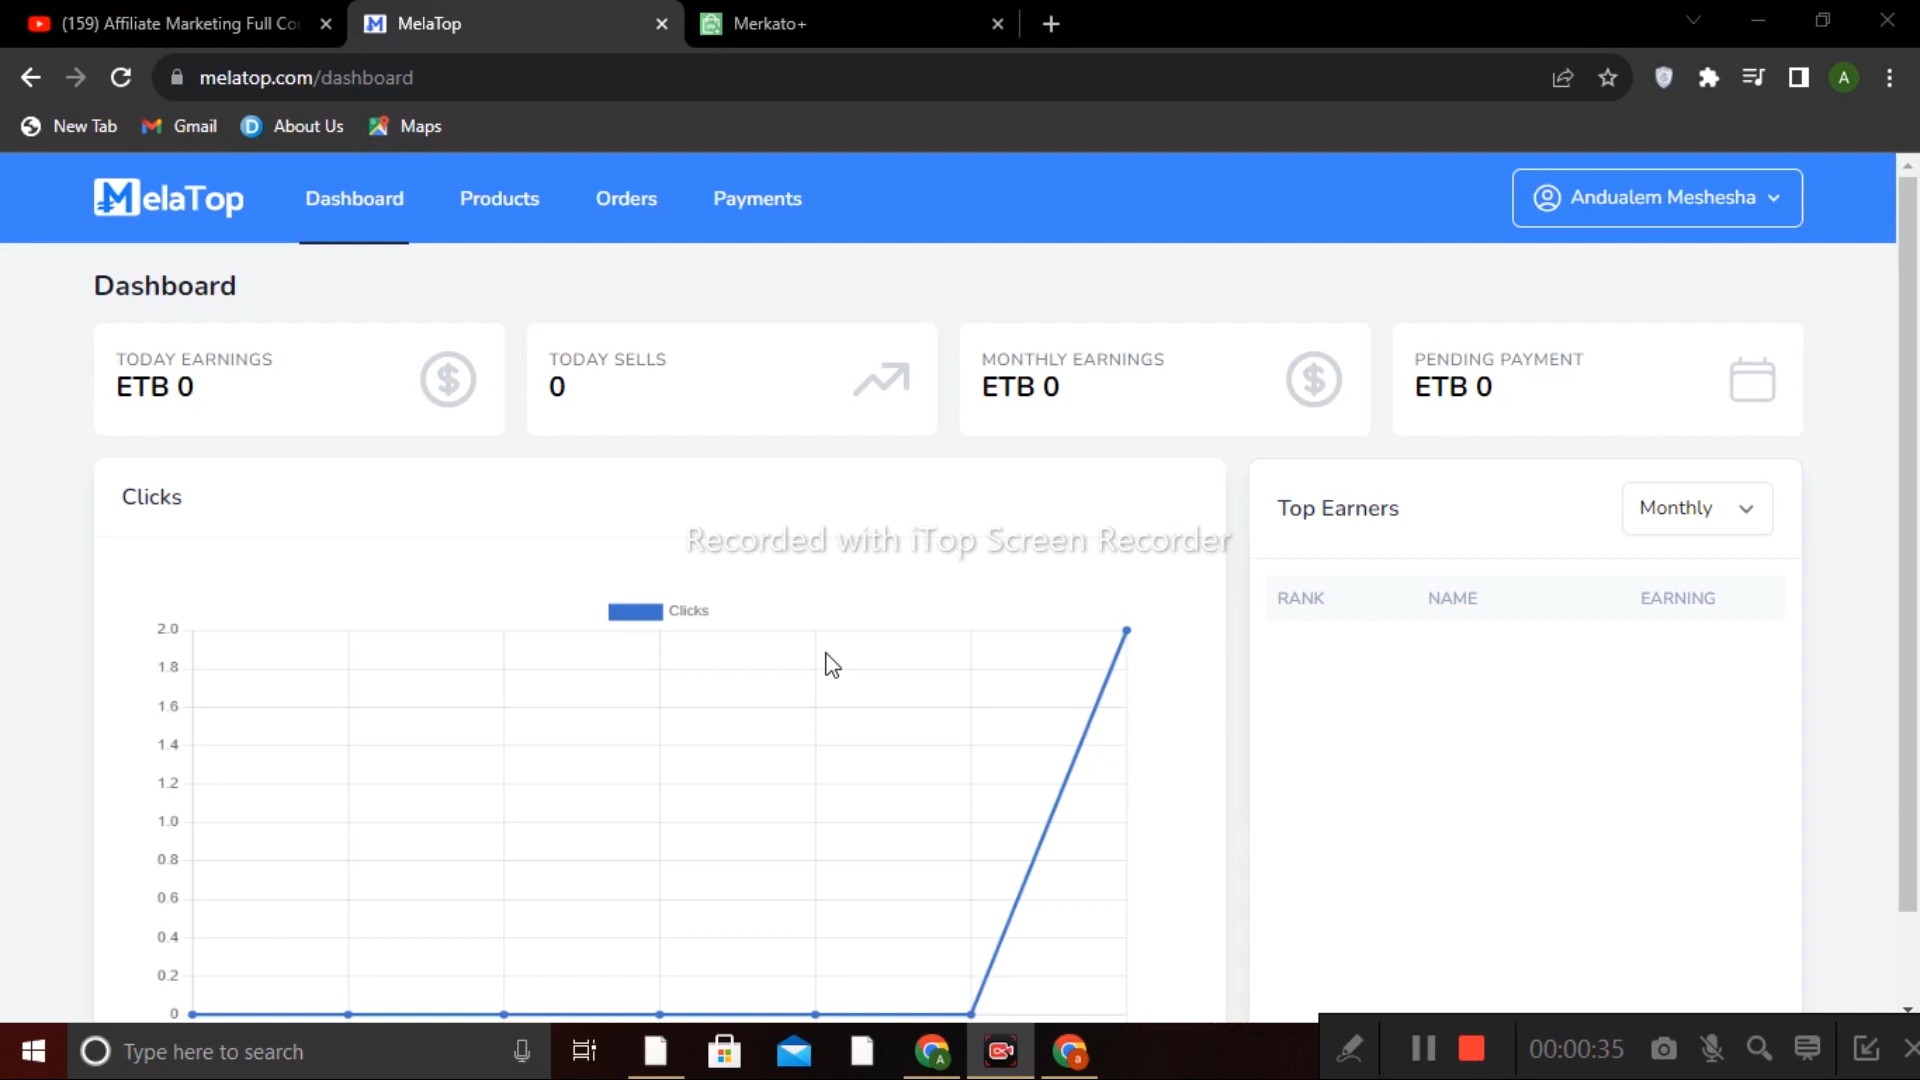 (159) Affiliate Marketing Full Co
MelaTop
Merkato+
melatop.com/dashboard
A
New Tab
Gmail
About Us
Maps
MelaTop
Dashboard
Products
Orders
Payments
Andualem Meshesha
Dashboard
TODAY EARNINGS
ETB 0
TODAY SELLS
0
MONTHLY EARNINGS
ETB 0
PENDING PAYMENT
ETB 0
Clicks
Top Earners
Monthly
Recorded with iTop Screen Recorder
RANK
NAME
EARNING
Clicks
2.0
1.8
1.6
1.4
1.2
1.0
0.8
0.6
0.4
0.2
0
Type here to search
A
a
00:00:35